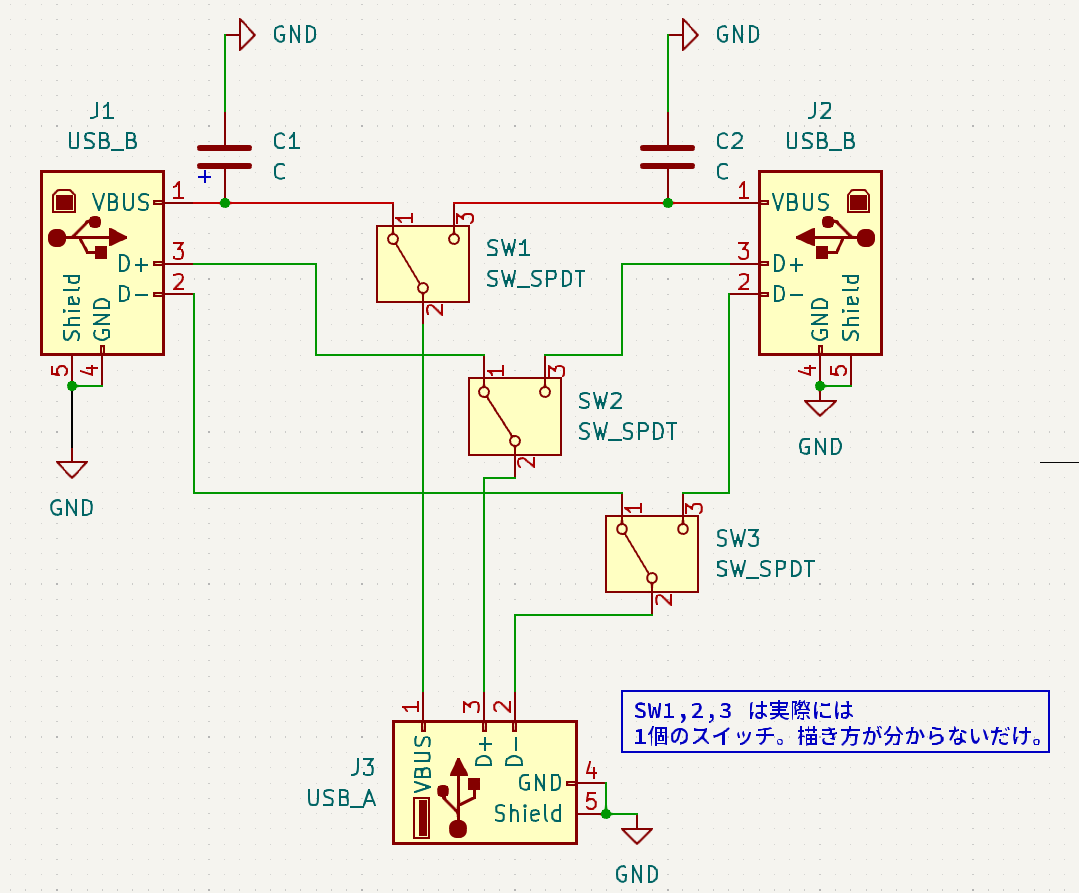 GND
GND
J1
USB_B
C1
C
+
C2
C
J2
USB_B
VBUS
1
D+
3
D-
2
Shield
GND
5
4
GND
1
3
SW1
SW_SPDT
2
VBUS
1
D+
3
D-
2
GND
Shield
4
5
GND
1
3
SW2
SW_SPDT
2
1
3
SW3
SW_SPDT
2
SW1,2,3 は実際には
1個のスイッチ。描き方が分からないだけ。
J3
USB_A
1
3
2
VBUS
D+
D-
GND
4
Shield
5
GND